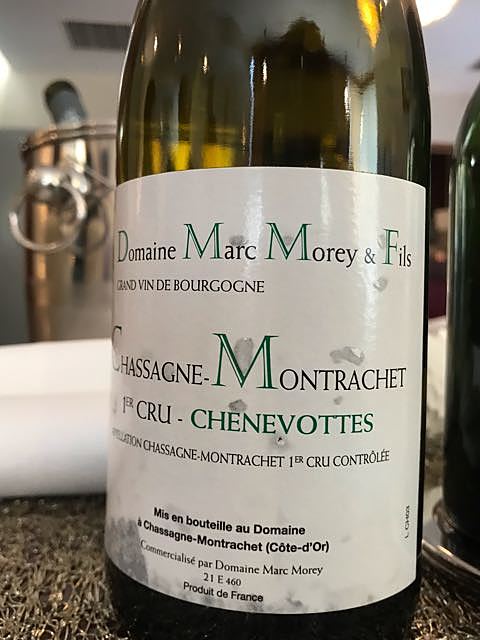 Domaine Marc Morey & Fils
GRAND VIN DE BOURGOGNE
CHASSAGNE-MONTRACHET
1ER CRU - CHENEVOTTES
APPELLATION CHASSAGNE-MONTRACHET 1ER CRU CONTRÔLÉE
Mis en bouteille au Domaine
à Chassagne-Montrachet (Côte-d'Or)
Commercialisé par Domaine Marc Morey
21 E 460
Produit de France
L CH03